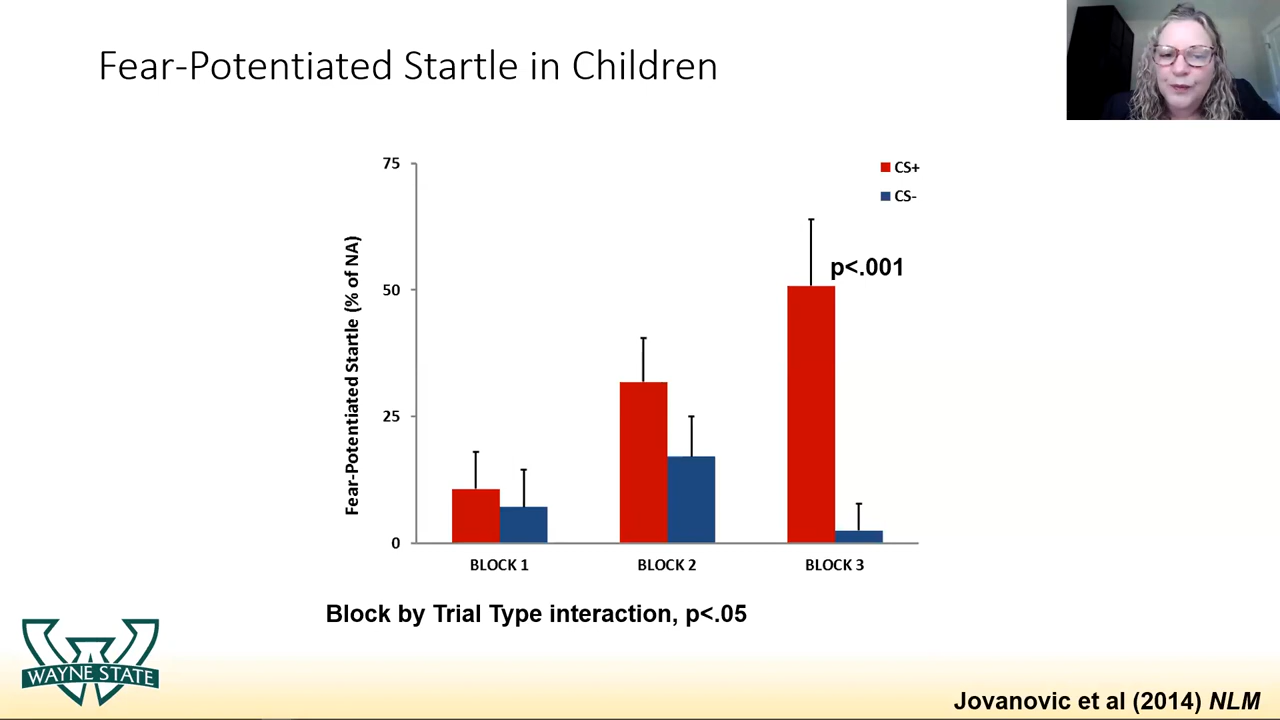 Fear-Potentiated Startle in Children
75
50
25
0
Fear-Potentiated Startle (% of NA)
CS+
CS-
p<.001
BLOCK 1
BLOCK 2
BLOCK 3
Block by Trial Type interaction, p<.05
WAYNE STATE
Jovanovic et al (2014) NLM